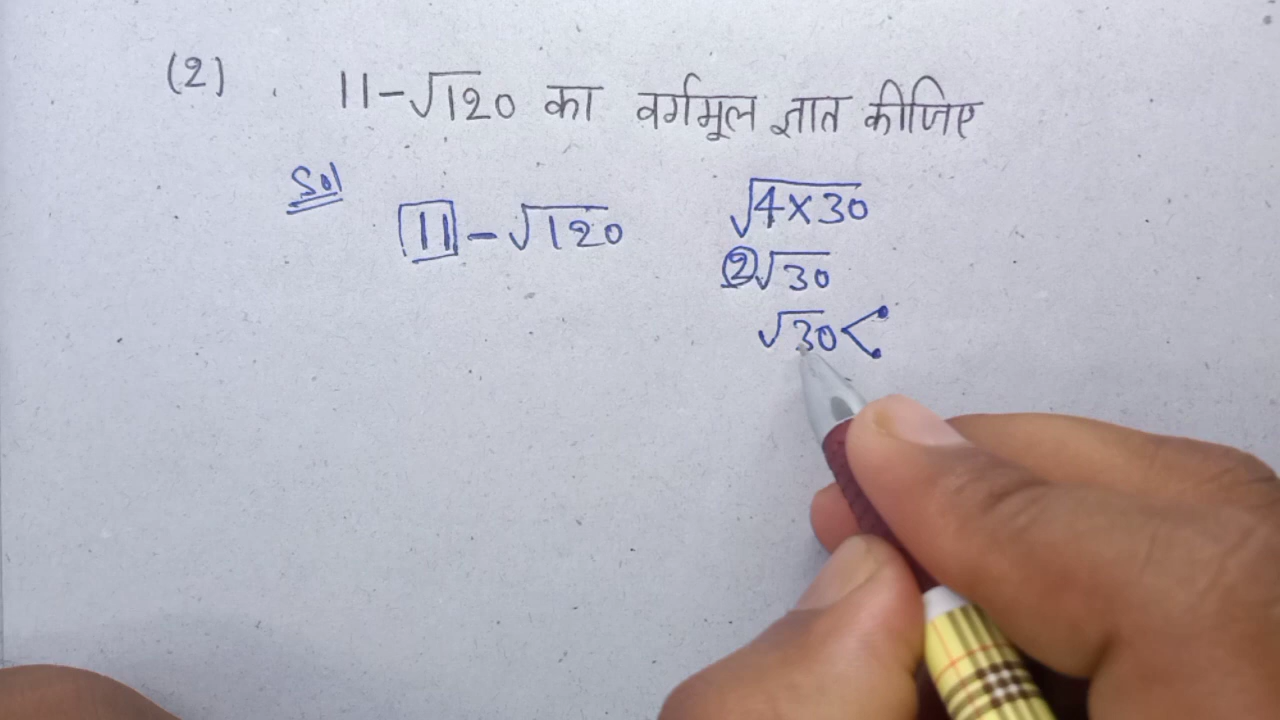 (2) . 11-√120 का वर्गमूल ज्ञात कीजिए
Sol
11-√120
√4×30
2√30
√30<